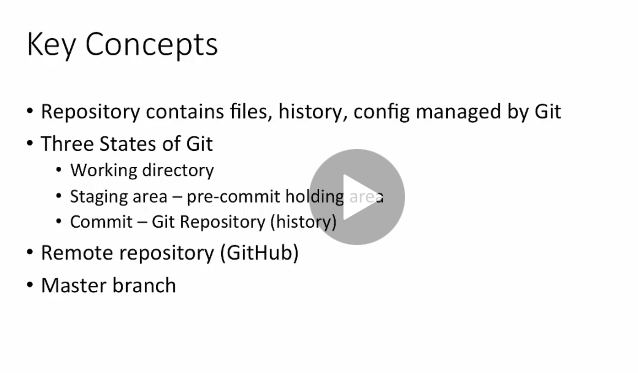 Key Concepts
• Repository contains files, history, config managed by Git
• Three States of Git
• Working directory
• Staging area – pre-commit holding area
• Commit – Git Repository (history)
• Remote repository (GitHub)
• Master branch